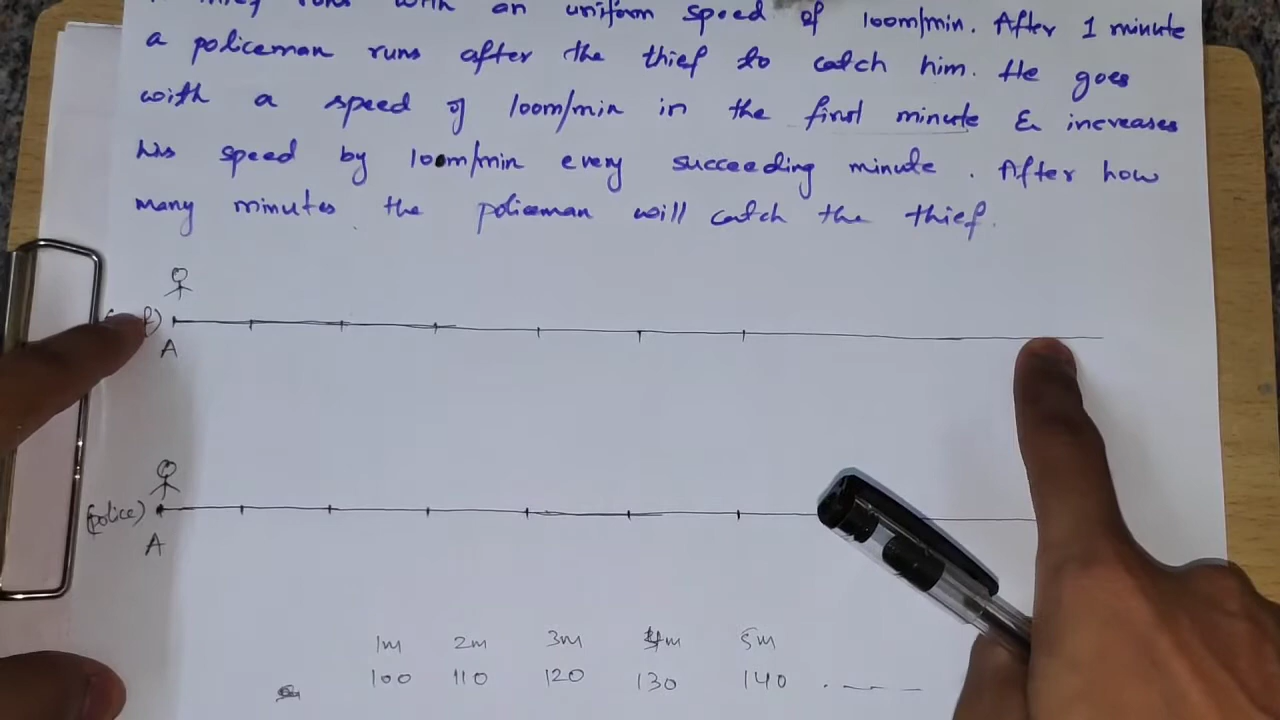 thief runs with an uniform speed of 100m/min. After 1 minute
a policeman runs after the thief to catch him. He goes
with a speed of 100m/min in the first minute & increases
his speed by 100m/min every succeeding minute. After how
many minutes the policeman will catch the thief.
A
(police)
A
1m 2m 3m 4m 5m
100 110 120 130 140 . _ _ _